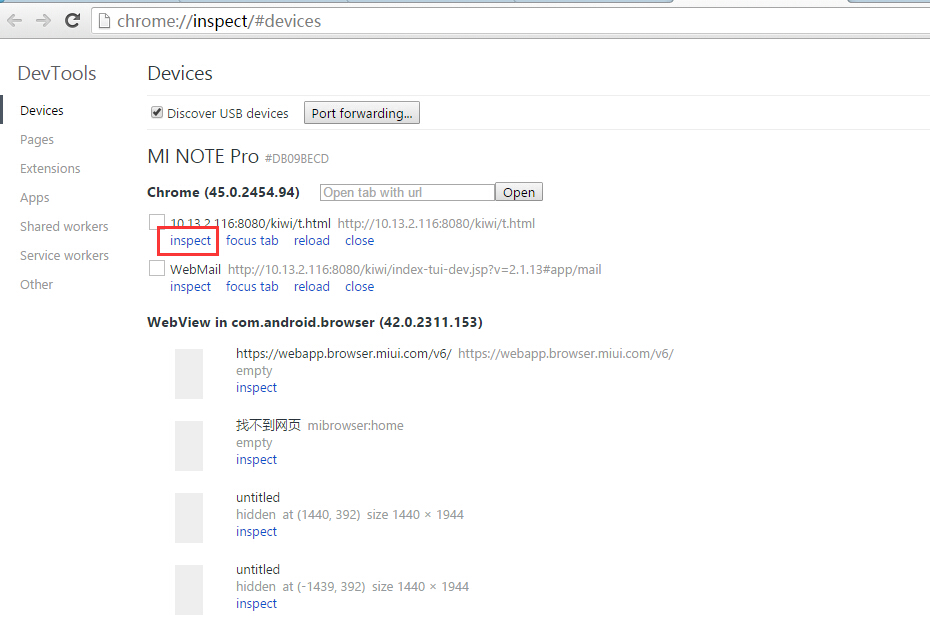 chrome://inspect/#devices
DevTools
Devices
Pages
Extensions
Apps
Shared workers
Service workers
Other
Devices
Discover USB devices Port forwarding...
MI NOTE Pro #DB09BECD
Chrome (45.0.2454.94) Open tab with url Open
10.13.2.116:8080/kiwi/t.html http://10.13.2.116:8080/kiwi/t.html
inspect focus tab reload close
WebMail http://10.13.2.116:8080/kiwi/index-tui-dev.jsp?v=2.1.13#app/mail
inspect focus tab reload close
WebView in com.android.browser (42.0.2311.153)
https://webapp.browser.miui.com/v6/ https://webapp.browser.miui.com/v6/
empty
inspect
找不到网页 mibrowser:home
empty
inspect
untitled
hidden at (1440, 392) size 1440 × 1944
inspect
untitled
hidden at (-1439, 392) size 1440 × 1944
inspect